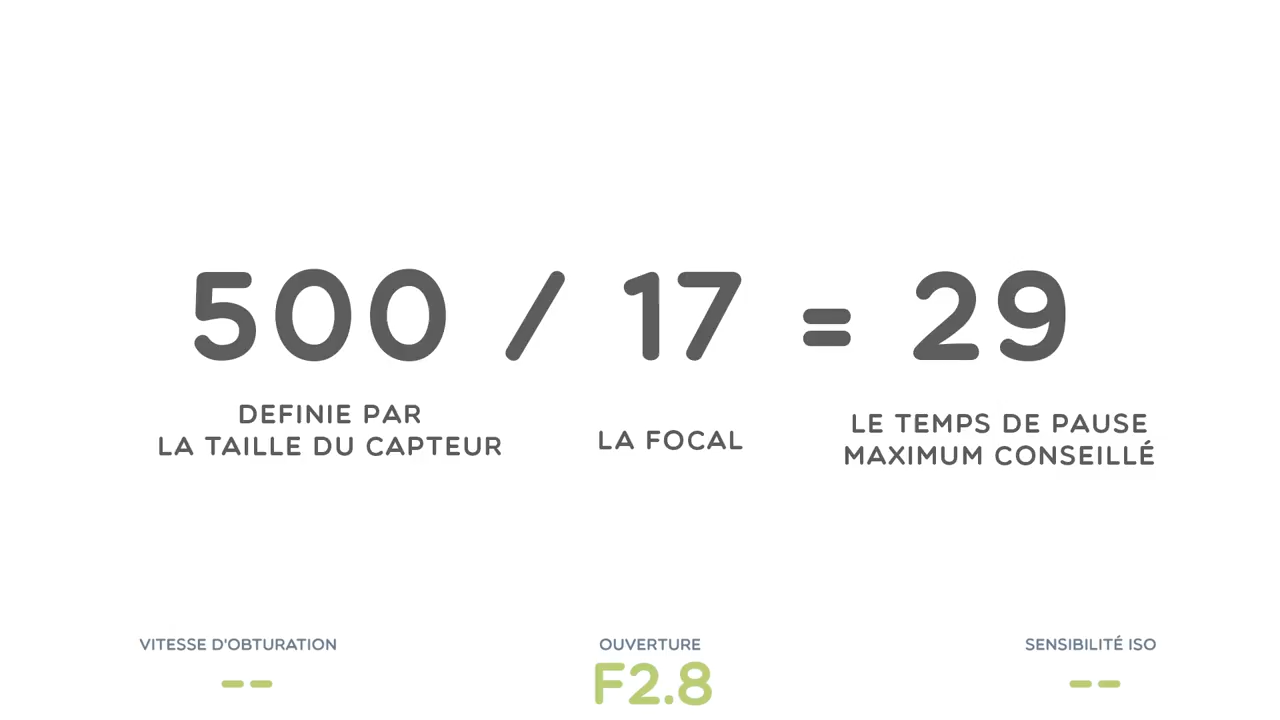 500 / 17 = 29
DEFINIE PAR
LA TAILLE DU CAPTEUR
LA FOCAL
LE TEMPS DE PAUSE
MAXIMUM CONSEILLÉ
VITESSE D'OBTURATION
--
OUVERTURE
F2.8
SENSIBILITÉ ISO
--